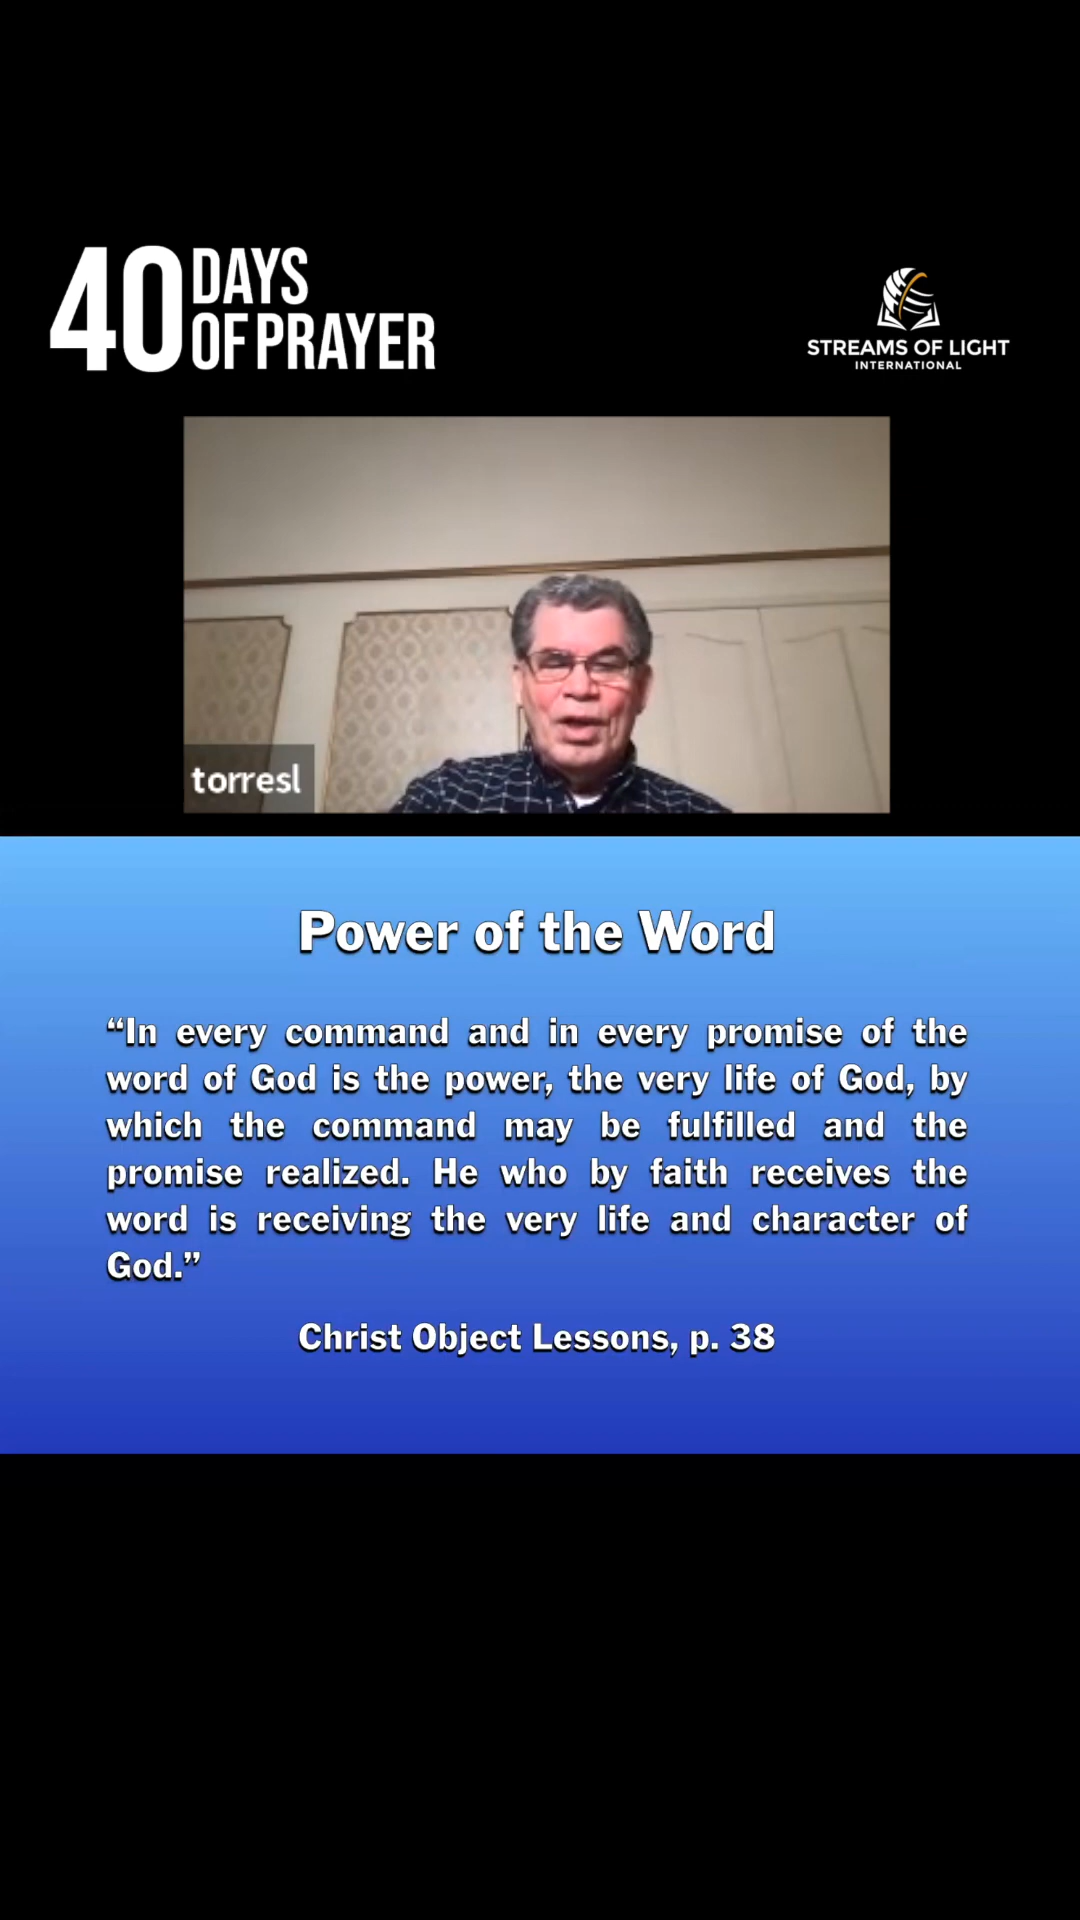 40 DAYS
OF PRAYER
STREAMS OF LIGHT
INTERNATIONAL
torresl
Power of the Word
“In every command and in every promise of the
word of God is the power, the very life of God, by
which the command may be fulfilled and the
promise realized. He who by faith receives the
word is receiving the very life and character of
God.”
Christ Object Lessons, p. 38